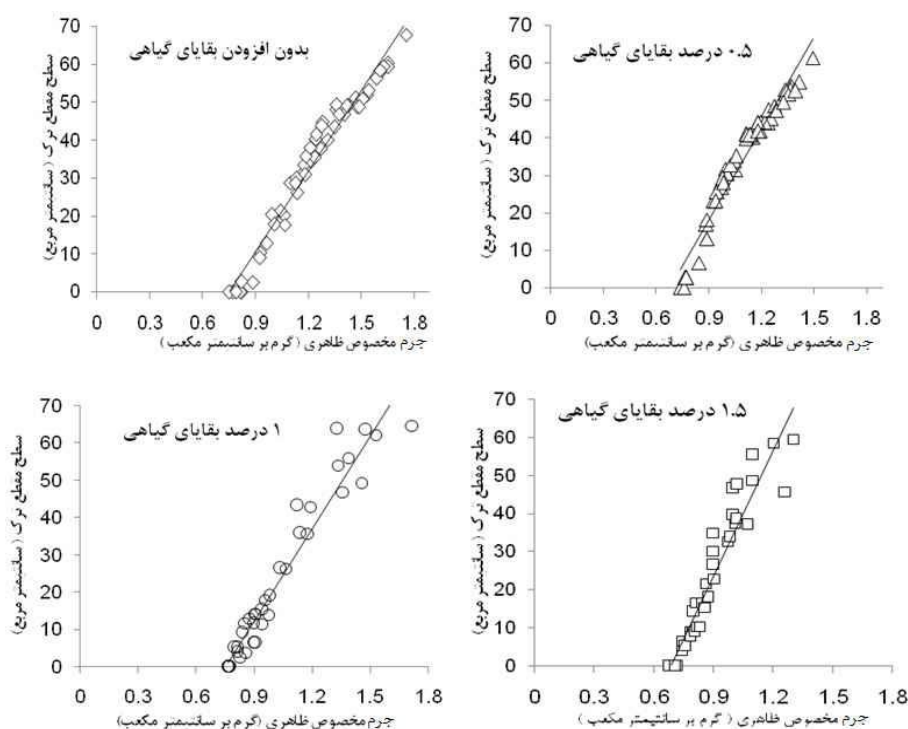 بدون افزودن بقایای گیاهی
سطح مقطع ترک ( سانتیمتر مربع)
70
60
50
40
30
20
10
0
0 0.3 0.6 0.9 1.2 1.5 1.8
جرم مخصوص ظاهری (گرم بر سانتیمتر مکعب)
۰.۵ درصد بقایای گیاهی
سطح مقطع ترک ( سانتیمتر مربع)
70
60
50
40
30
20
10
0
0 0.3 0.6 0.9 1.2 1.5 1.8
جرم مخصوص ظاهری (گرم بر سانتیمتر مکعب )
۱ درصد بقایای گیاهی
سطح مقطع ترک ( سانتیمتر مربع)
70
60
50
40
30
20
10
0
0 0.3 0.6 0.9 1.2 1.5 1.8
جرم مخصوص ظاهری (گرم بر سانتیمتر مکعب)
۱.۵ درصد بقایای گیاهی
سطح مقطع ترک ( سانتیمتر مربع)
70
60
50
40
30
20
10
0
0 0.3 0.6 0.9 1.2 1.5 1.8
جرم مخصوص ظاهری ( گرم بر سانتیمتر مکعب )